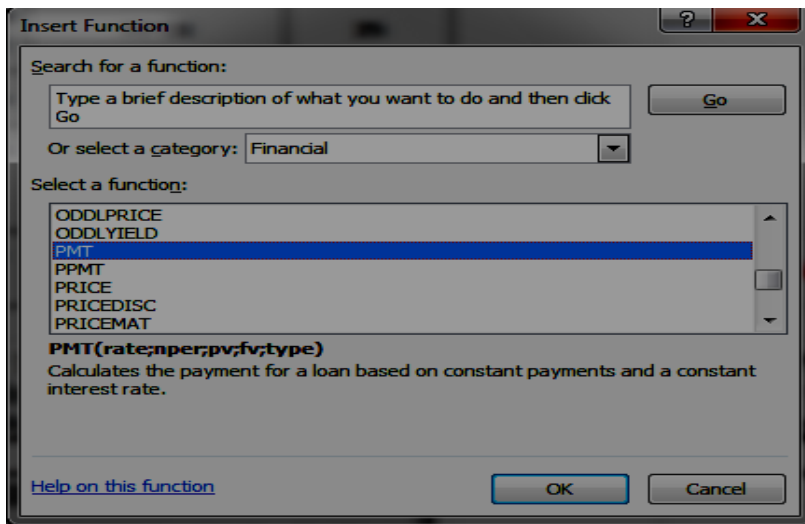 Insert Function
Search for a function:
Type a brief description of what you want to do and then click
Go
Go
Or select a category: Financial
Select a function:
ODDLPRICE
ODDLYIELD
PMT
PPMT
PRICE
PRICEDISC
PRICEMAT
PMT(rate;nper;pv;fv;type)
Calculates the payment for a loan based on constant payments and a constant
interest rate.
Help on this function
OK
Cancel